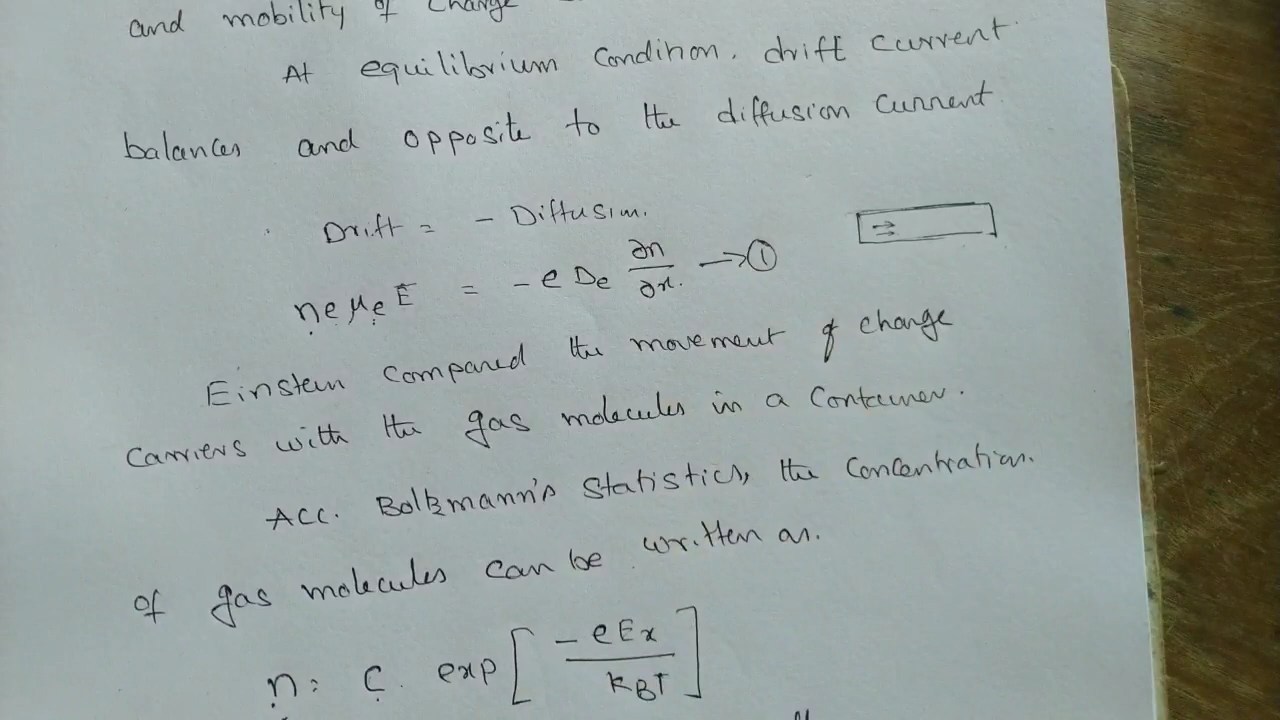 and mobility of charge
At equilibrium condition, drift current
balances and opposite to the diffusion current
Drift = - Diffusion.
neμeE = -e De ∂n/∂x. → ①
Einstein compared the movement of charge
carriers with the gas molecules in a container.
Acc. Boltzmann's statistics, the concentration.
of gas molecules can be written as.
n = C. exp[-eEx/kBT]